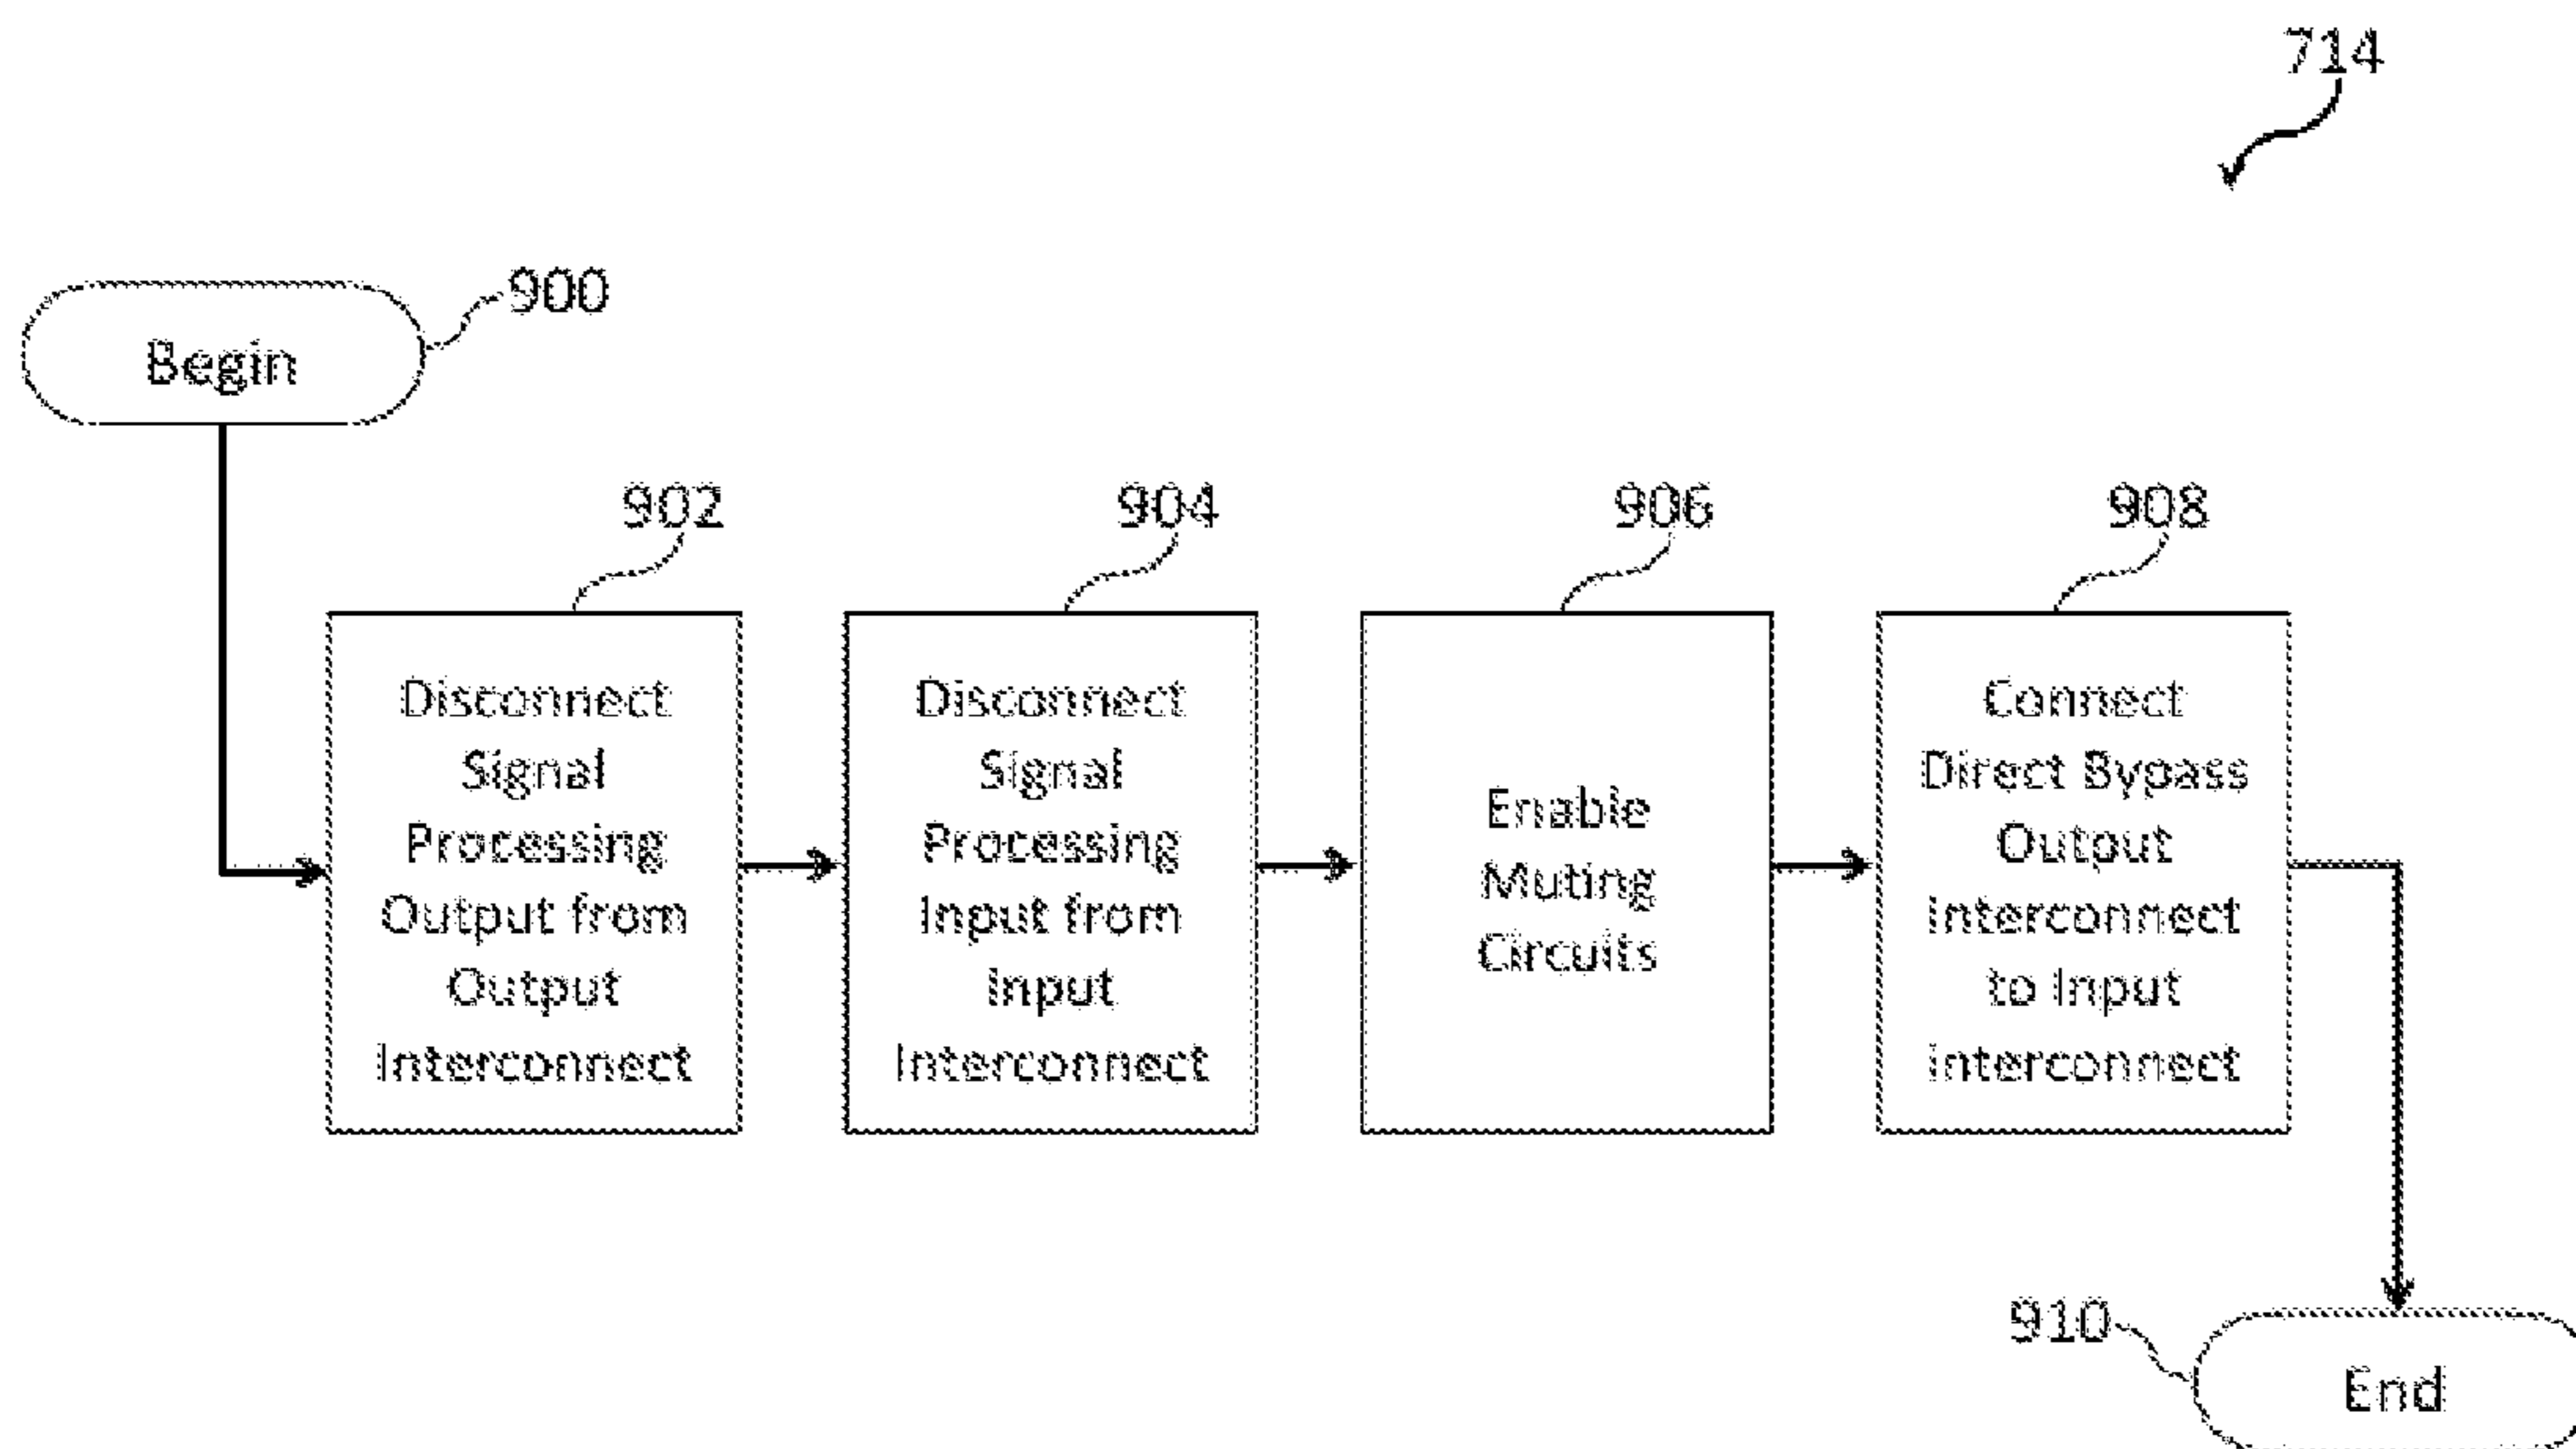 714
900
Begin
902
904
906
908
Disconnect
Signal
Processing
Output from
Output
Interconnect
Disconnect
Signal
Processing
Input from
Input
Interconnect
Enable
Muting
Circuits
Connect
Direct Bypass
Output
Interconnect
to Input
Interconnect
910
End